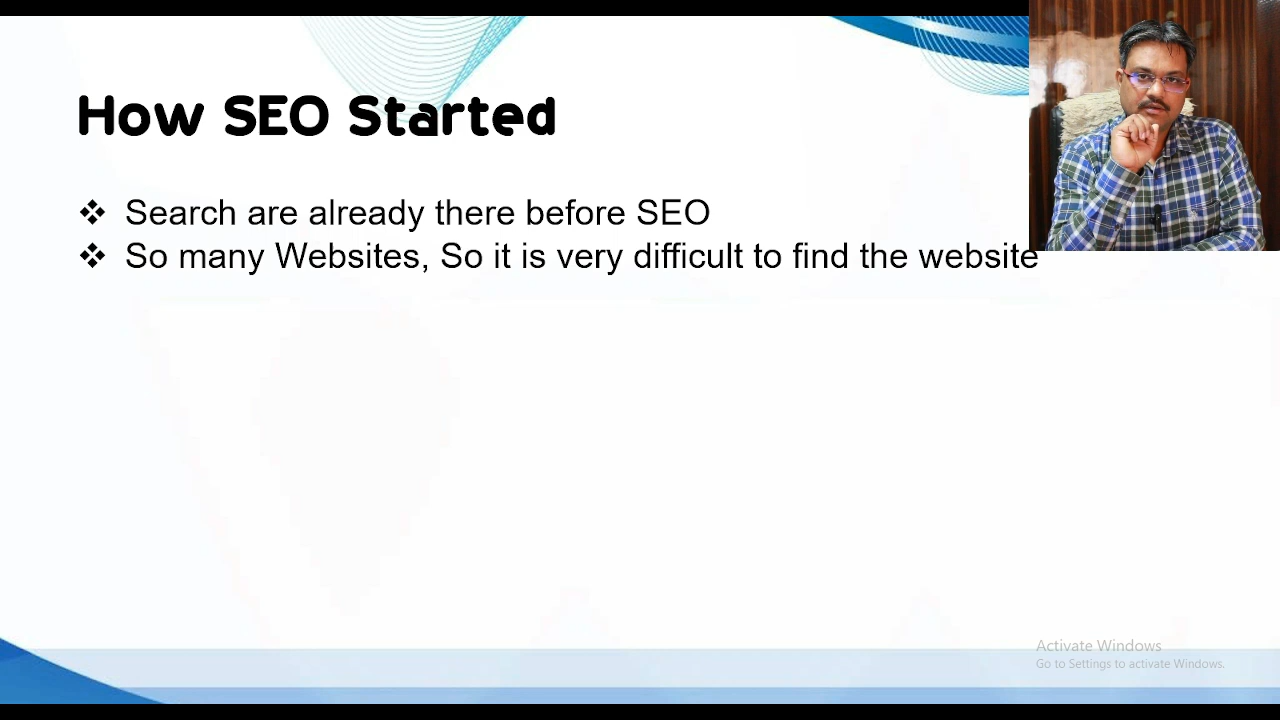 How SEO Started
❖ Search are already there before SEO
❖ So many Websites, So it is very difficult to find the website
Activate Windows
Go to Settings to activate Windows.